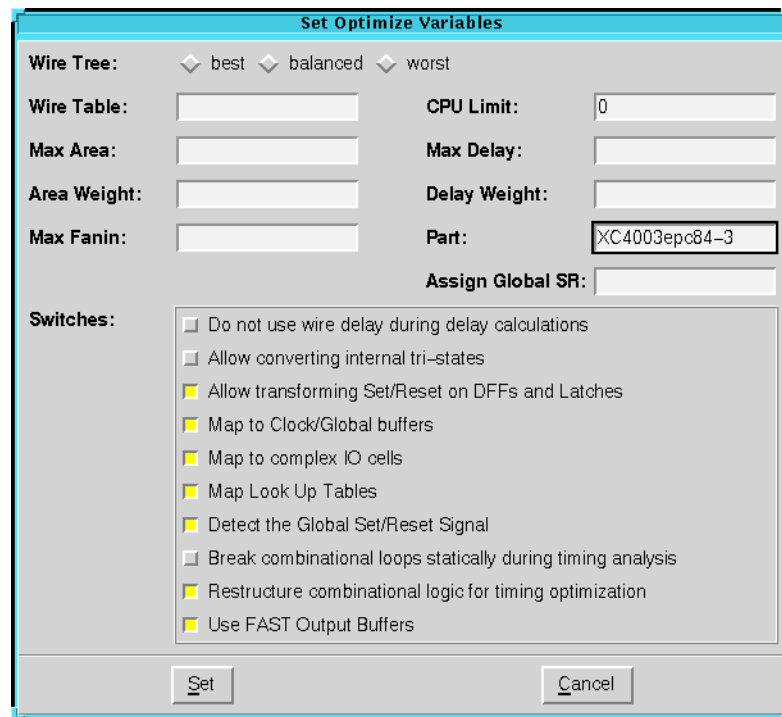 Set Optimize Variables
Wire Tree: best balanced worst
Wire Table: CPU Limit: 0
Max Area: Max Delay:
Area Weight: Delay Weight:
Max Fanin: Part: XC4003epc84-3
Assign Global SR:
Switches: Do not use wire delay during delay calculations
Allow converting internal tri-states
Allow transforming Set/Reset on DFFs and Latches
Map to Clock/Global buffers
Map to complex IO cells
Map Look Up Tables
Detect the Global Set/Reset Signal
Break combinational loops statically during timing analysis
Restructure combinational logic for timing optimization
Use FAST Output Buffers
Set Cancel